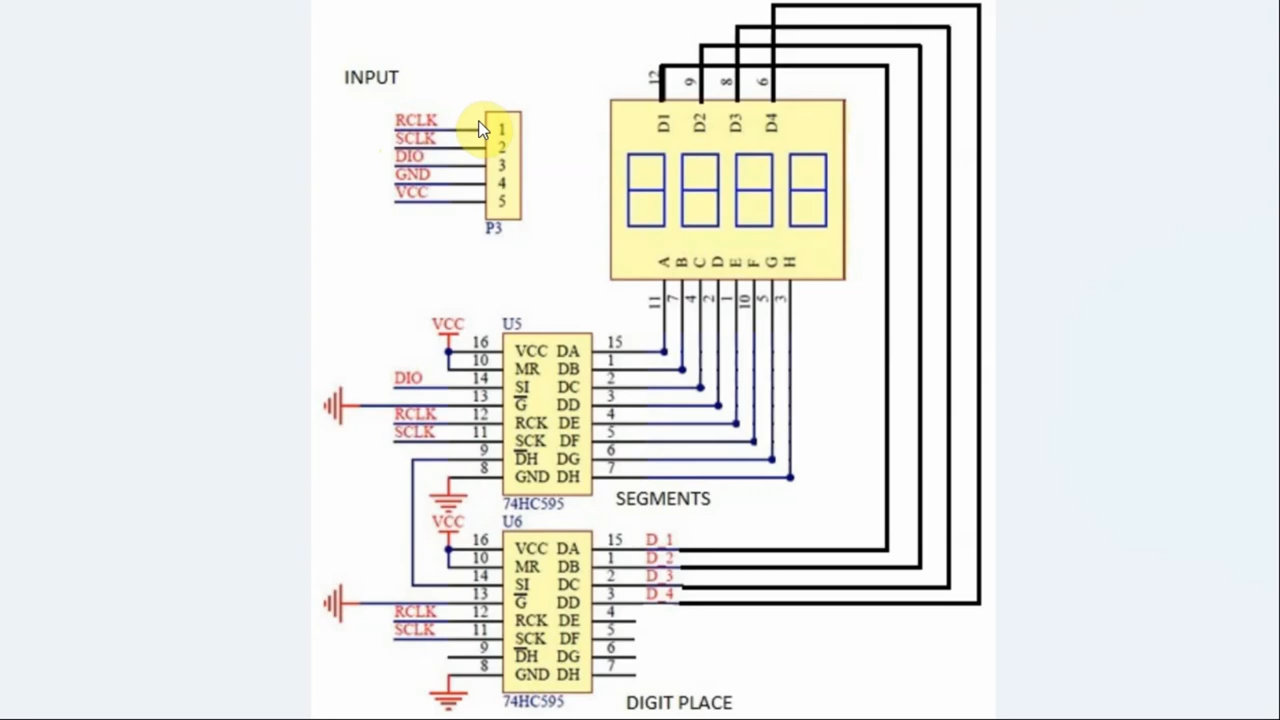 INPUT
RCLK 1
SCLK 2
DIO 3
GND 4
VCC 5
P3
12 9 8 6
D1 D2 D3 D4
A B C D E F G H
11 7 4 2 1 10 5 3
VCC U5
16 VCC DA 15
10 MR DB 1
DIO 14 SI DC 2
13 G DD 3
RCLK 12 RCK DE 4
SCLK 11 SCK DF 5
9 DH DG 6
8 GND DH 7
74HC595
SEGMENTS
VCC U6
16 VCC DA 15 D_1
10 MR DB 1 D_2
14 SI DC 2 D_3
13 G DD 3 D_4
RCLK 12 RCK DE 4
SCLK 11 SCK DF 5
9 DH DG 6
8 GND DH 7
74HC595
DIGIT PLACE